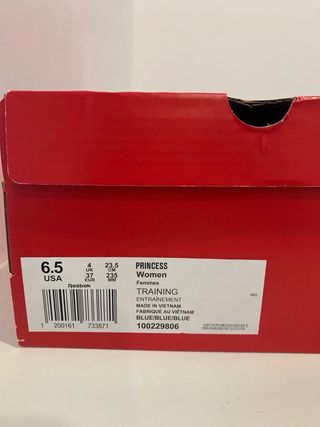 6.5
USA
4
UK
37
EUR
23.5
CM
235
MM
Reebok
1 200161 733871
PRINCESS
Women
Femmes
TRAINING
ENTRAÎNEMENT
MADE IN VIETNAM
FABRIQUÉ AU VIÊTNAM
BLUE/BLUE/BLUE
100229806